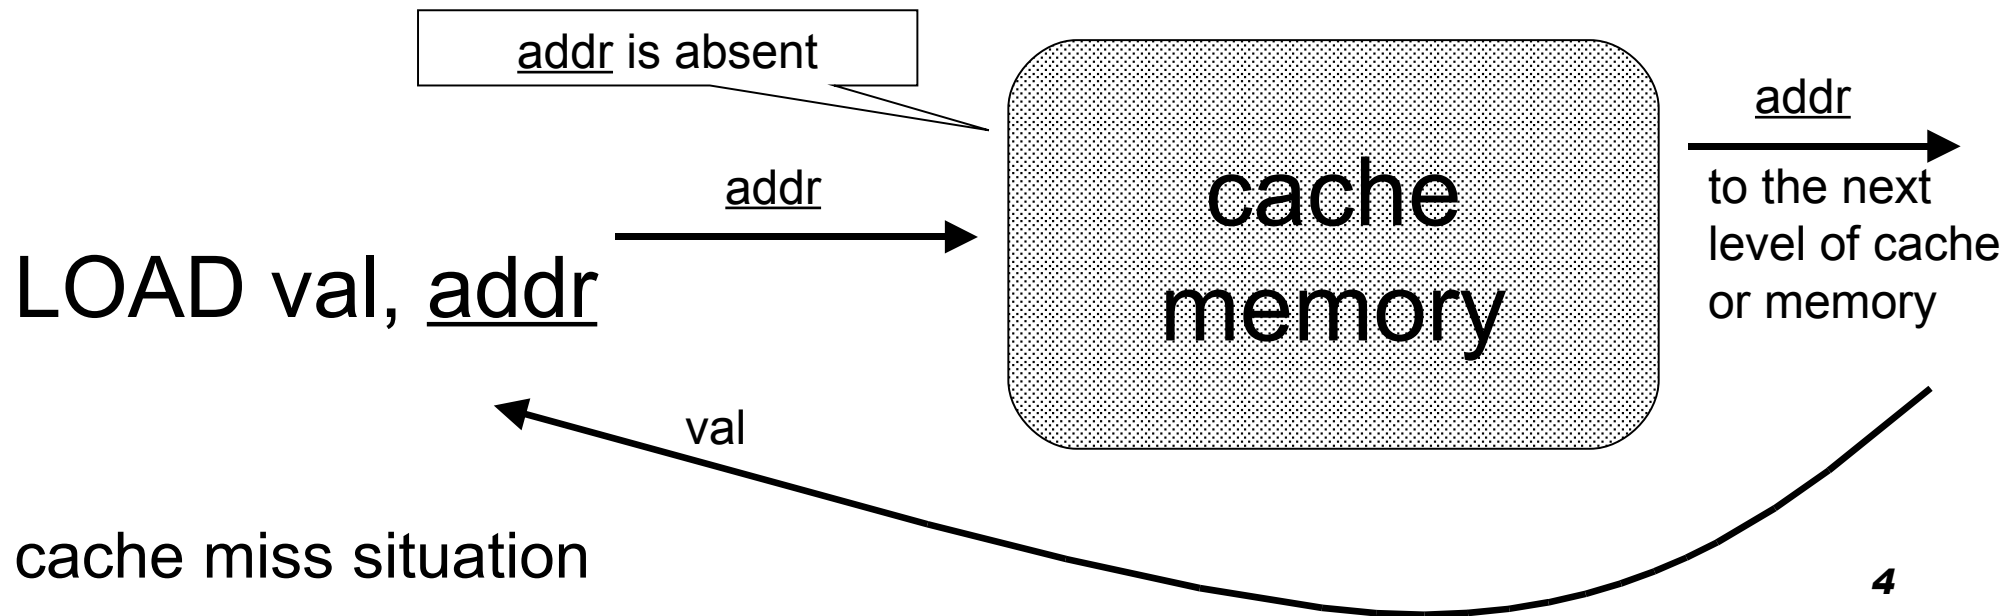 addr is absent
addr
LOAD val, addr
cache
memory
addr
to the next
level of cache
or memory
val
cache miss situation
4